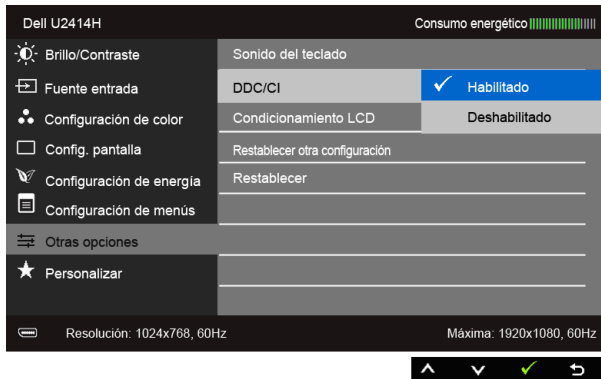 Dell U2414H
Consumo energético
Brillo/Contraste
Fuente entrada
Configuración de color
Config. pantalla
Configuración de energía
Configuración de menús
Otras opciones
Personalizar
Sonido del teclado
DDC/CI
Condicionamiento LCD
Restablecer otra configuración
Restablecer
Habilitado
Deshabilitado
Resolución: 1024x768, 60Hz
Máxima: 1920x1080, 60Hz